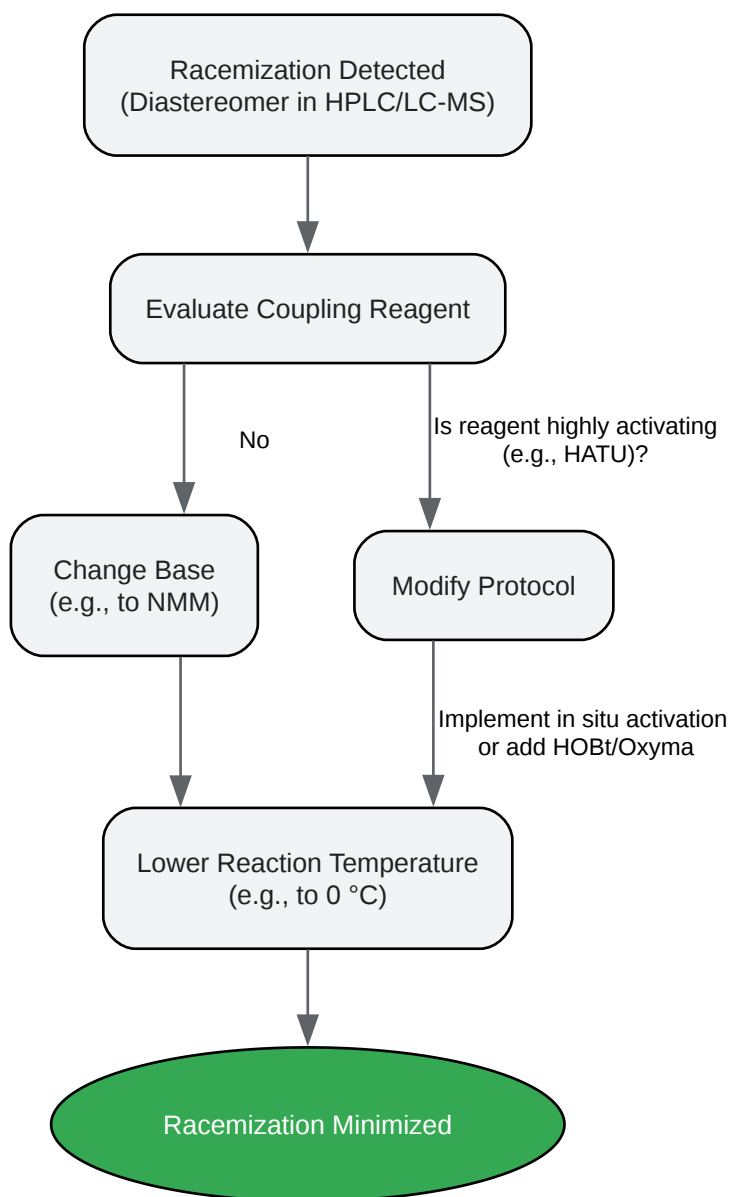 Racemization Detected
(Diastereomer in HPLC/LC-MS)
Evaluate Coupling Reagent
No
Is reagent highly activating
(e.g., HATU)?
Change Base
(e.g., to NMM)
Modify Protocol
Implement in situ activation
or add HOBt/Oxyma
Lower Reaction Temperature
(e.g., to 0 °C)
Racemization Minimized